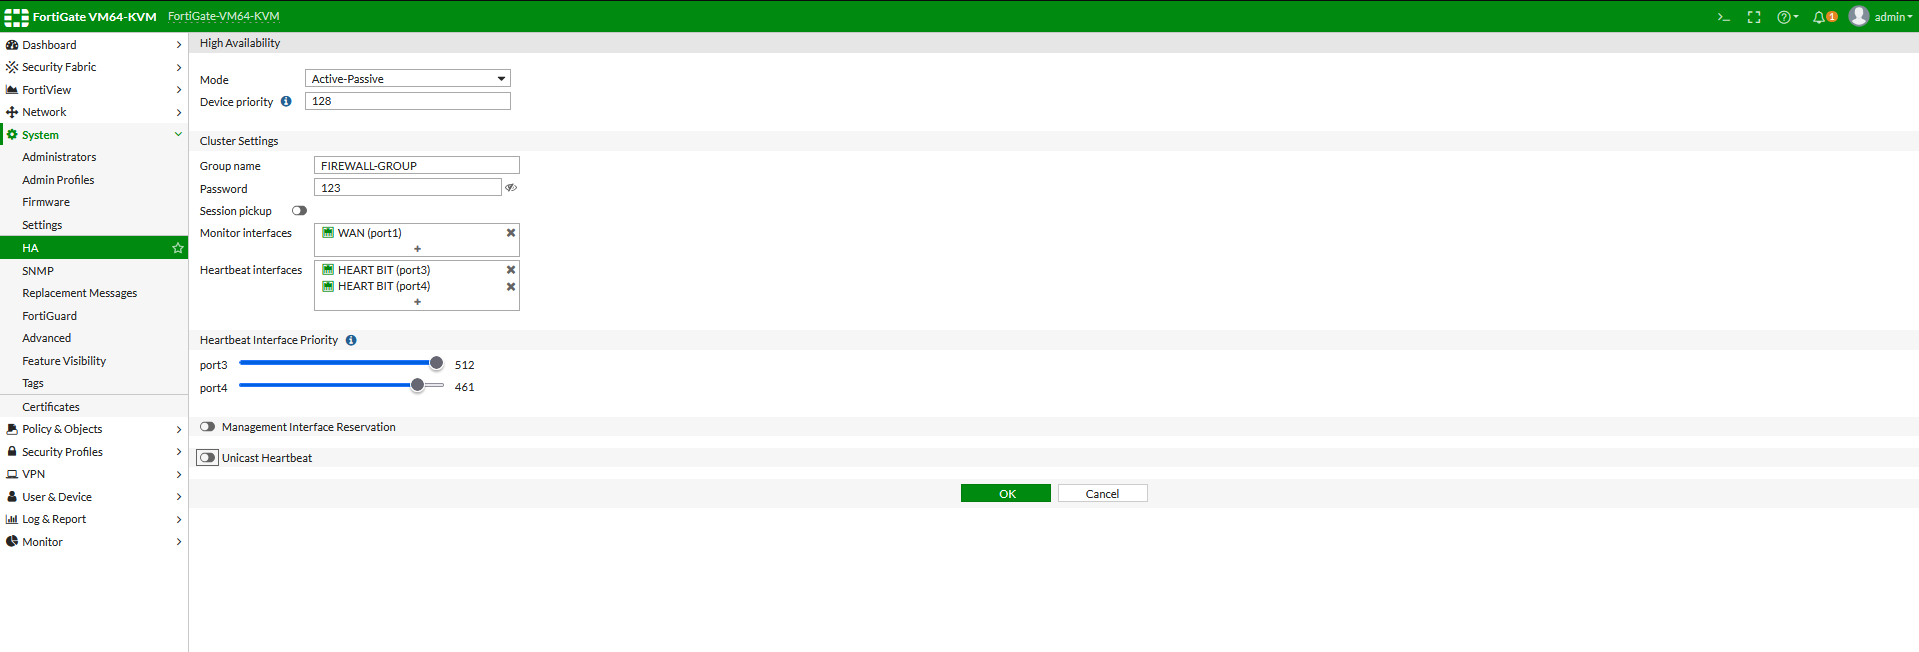 FortiGate VM64-KVM FortiGate-VM64-KVM >_ 1 admin
Dashboard
Security Fabric
FortiView
Network
System
Administrators
Admin Profiles
Firmware
Settings
HA
SNMP
Replacement Messages
FortiGuard
Advanced
Feature Visibility
Tags
Certificates
Policy & Objects
Security Profiles
VPN
User & Device
Log & Report
Monitor
High Availability
Mode Active-Passive
Device priority 128
Cluster Settings
Group name FIREWALL-GROUP
Password 123
Session pickup
Monitor interfaces WAN (port1)
+
Heartbeat interfaces HEART BIT (port3)
HEART BIT (port4)
+
Heartbeat Interface Priority
port3 512
port4 461
Management Interface Reservation
Unicast Heartbeat
OK Cancel